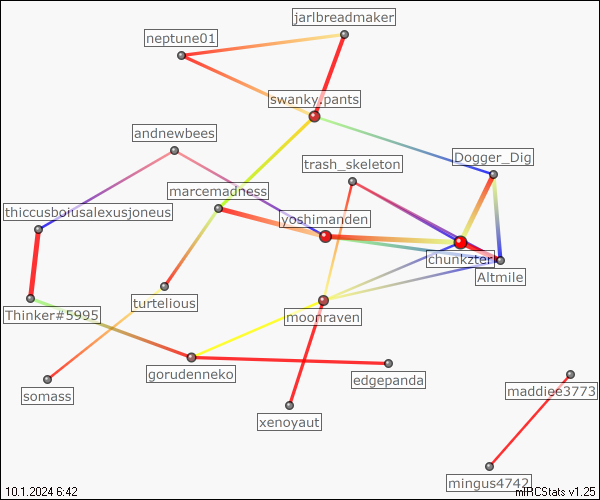 jarlbreadmaker
neptune01
swanky.pants
andnewbees
Dogger_Dig
trash_skeleton
marcemadness
thiccusboiusalexusjoneus
yoshimanden
chunkzter
Altmile
turtelious
Thinker#5995
moonraven
gorudenneko
edgepanda
somass
maddiee3773
xenoyaut
mingus4742
10.1.2024 6:42
mIRCStats v1.25